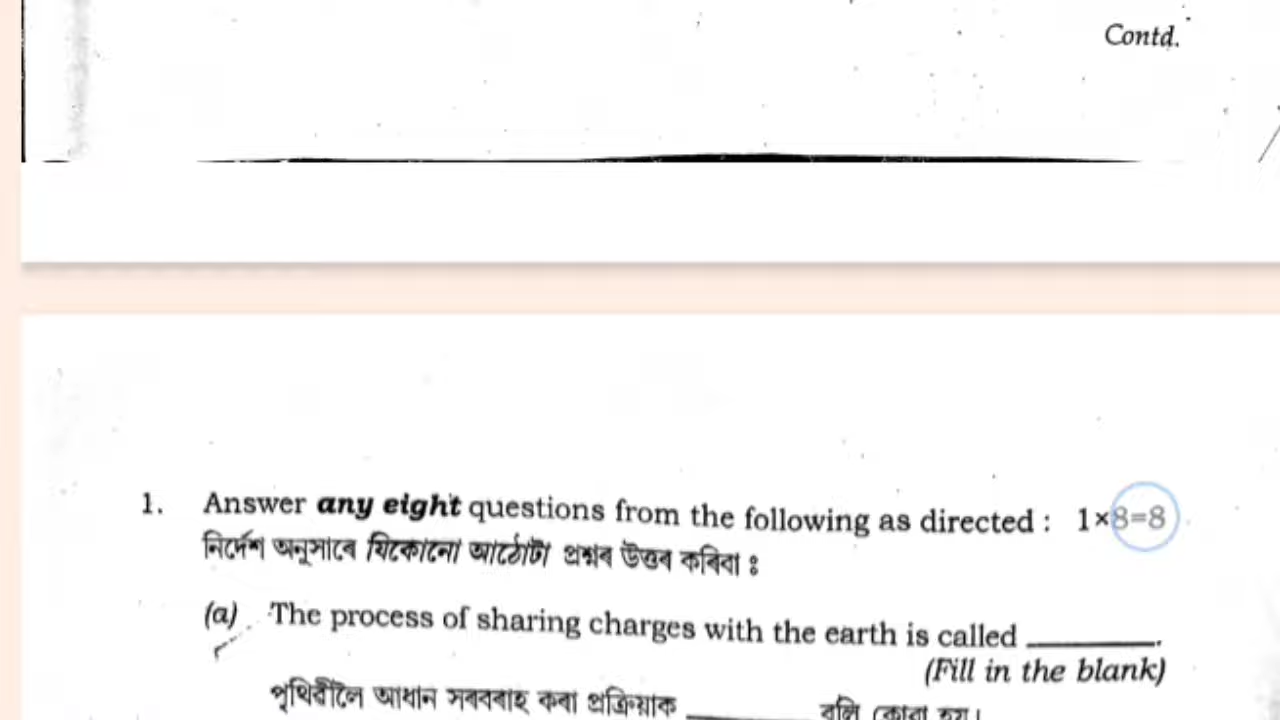 Contd.
1. Answer any eight questions from the following as directed : 1×8=8
নিৰ্দেশ অনুসাৰে যিকোনো আঠোটা প্ৰশ্নৰ উত্তৰ কৰিবা ঃ
(a) The process of sharing charges with the earth is called ________.
(Fill in the blank)
পৃথিৱীলৈ আধান সৰবৰাহ কৰা প্ৰক্ৰিয়াক ________ বুলি কোৱা হয়।